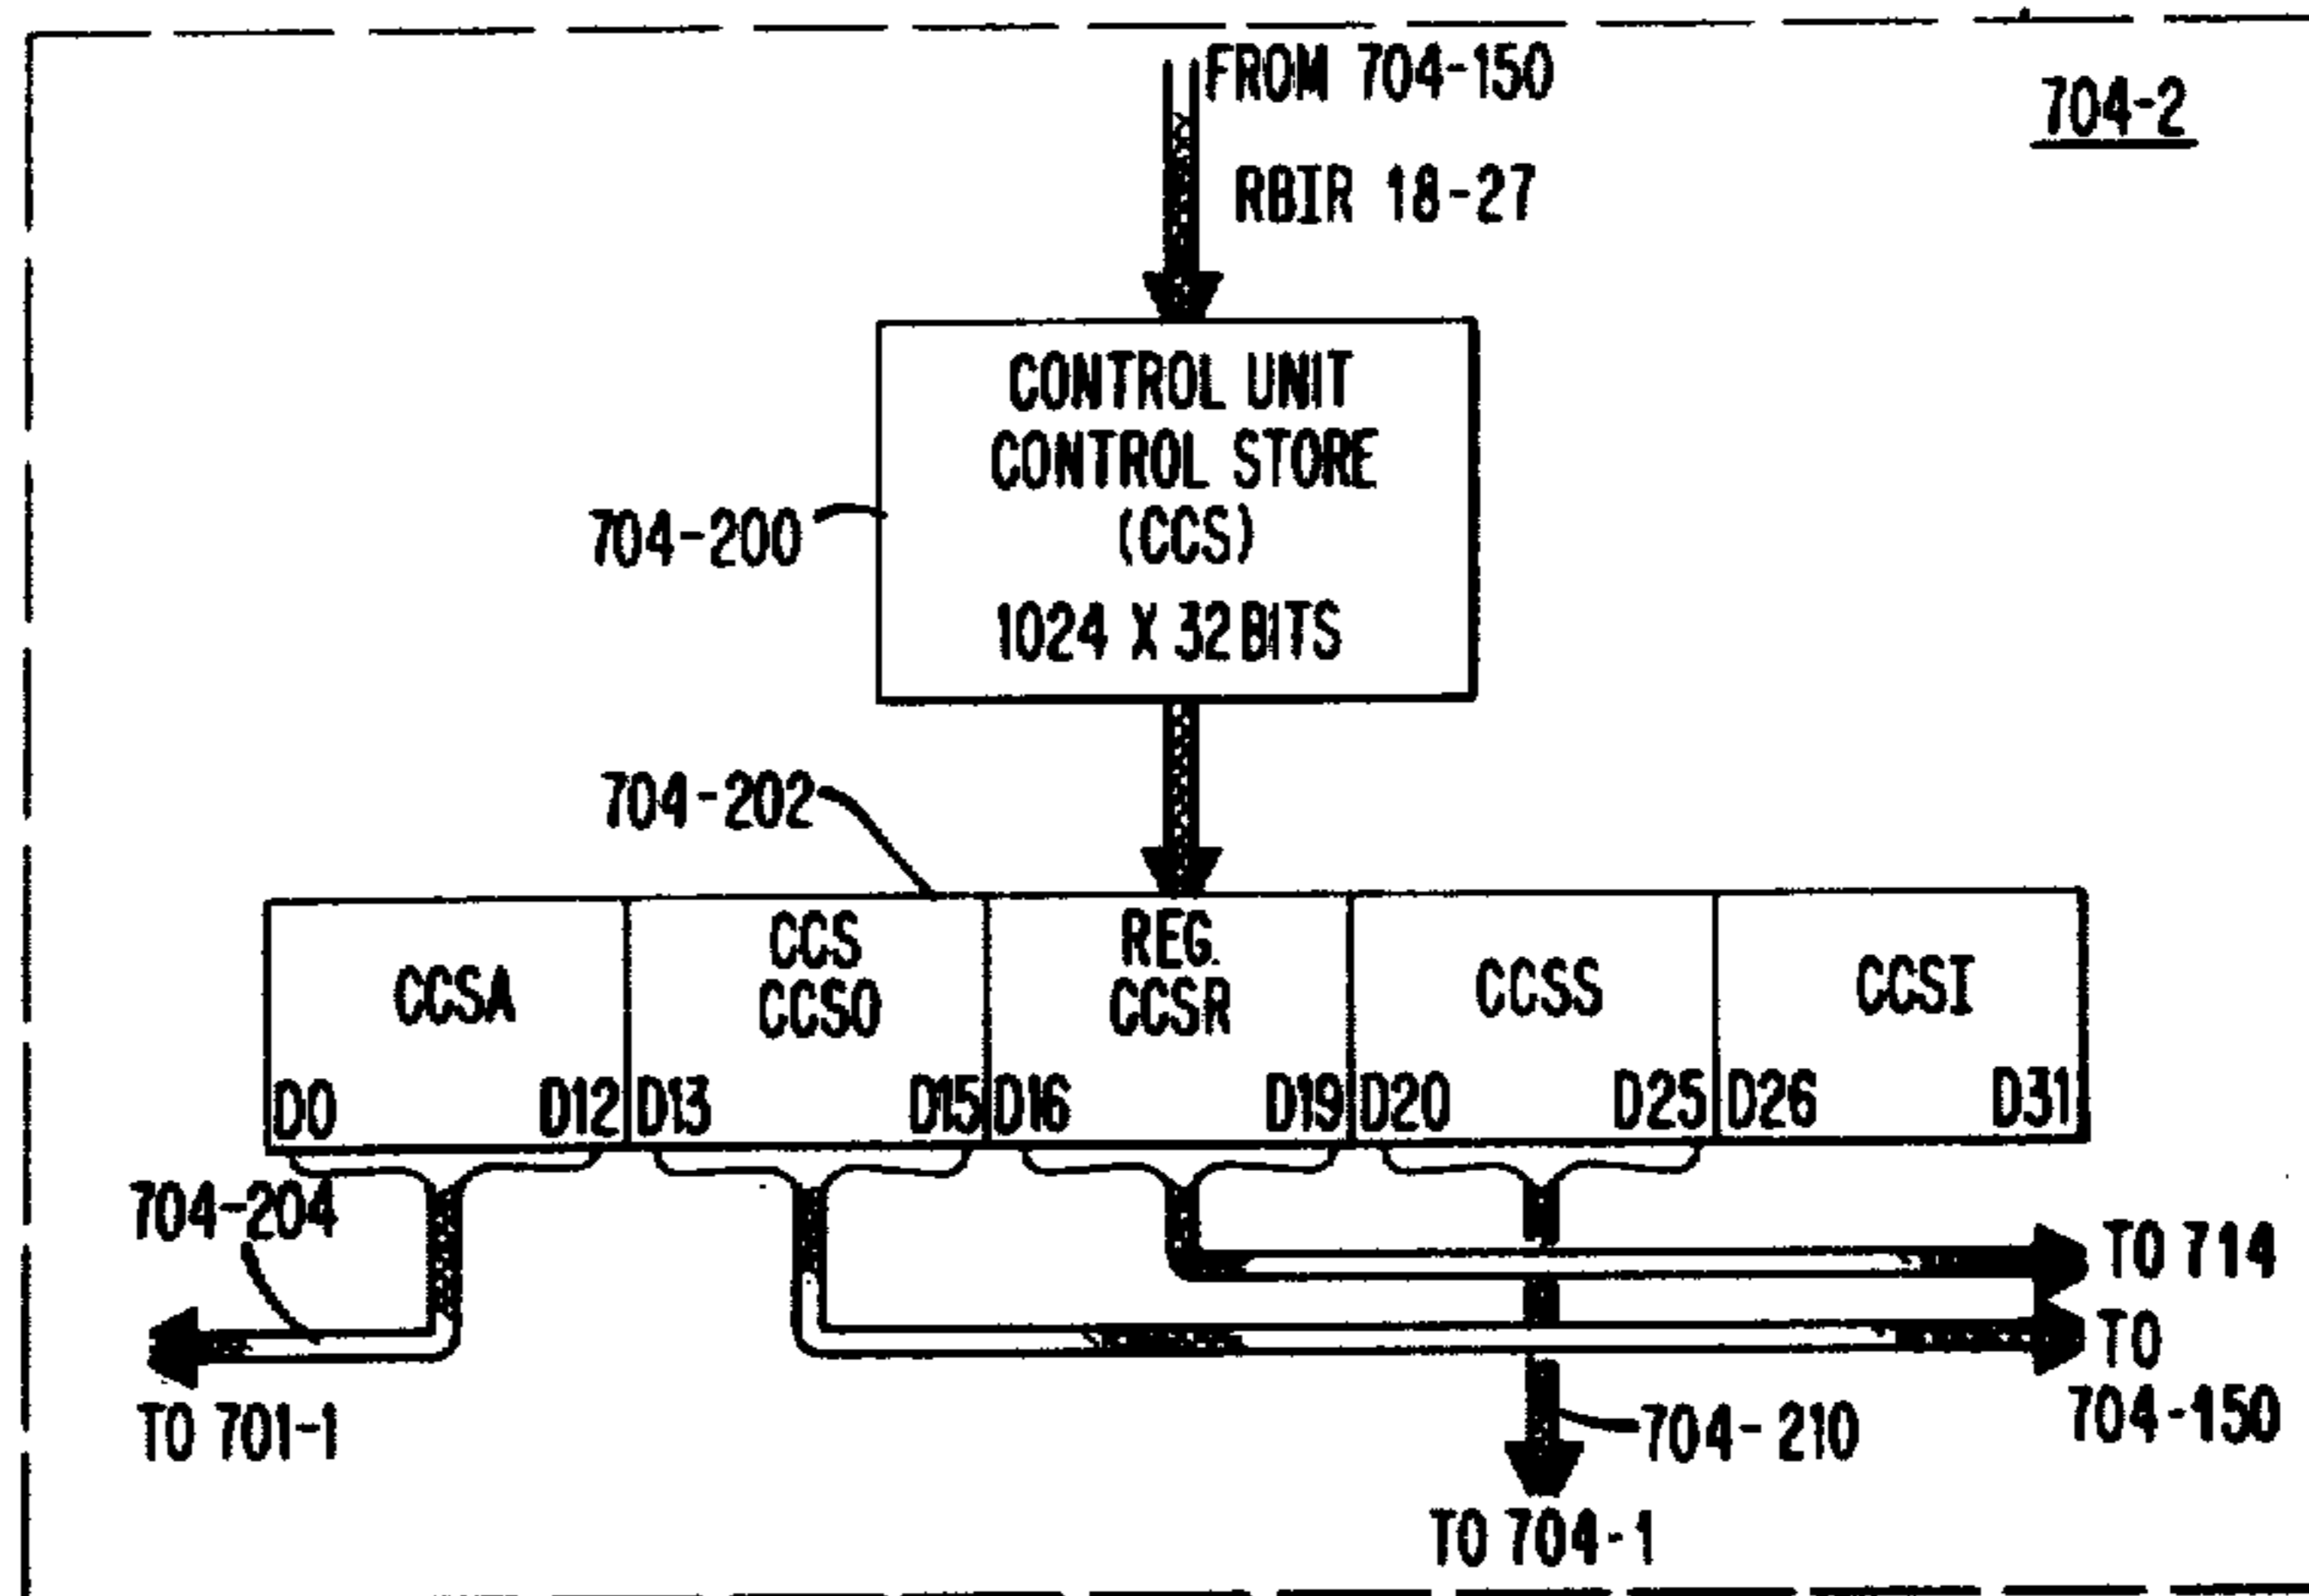 FROM 704-150
704-2
RBIR 18-27
CONTROL UNIT
CONTROL STORE
704-200
(CCS)
1024 X 32 BITS
704-202
CCS
REG.
CCSA
CCSO
CCSR
CCSS
CCSI
D0
D12
D13
D15
D16
D19
D20
D25
D26
D31
704-204
TO 714
TO
704-150
TO 701-1
704-210
TO 704-1